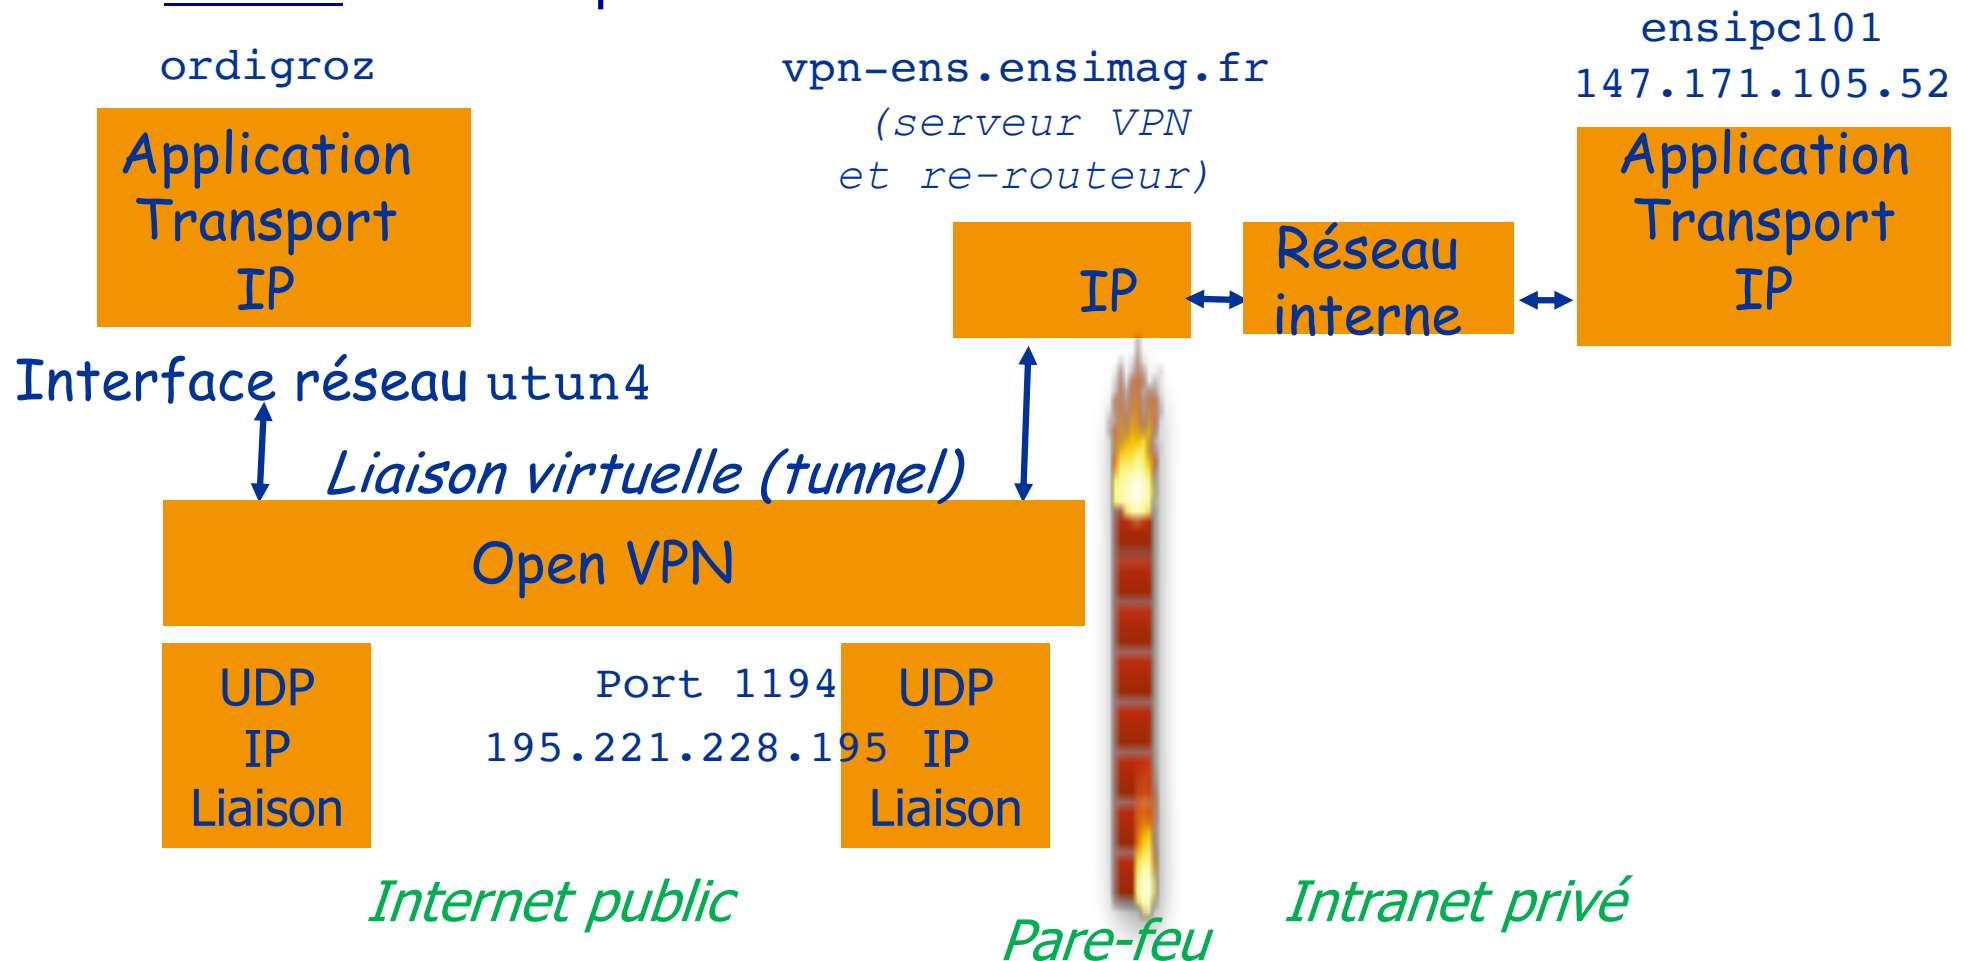 ordigroz
Application
Transport
IP
Interface réseau utun4
vpn-ens.ensimag.fr
(serveur VPN
et re-routeur)
IP
Réseau
interne
ensipc101
147.171.105.52
Application
Transport
IP
Liaison virtuelle (tunnel)
Open VPN
UDP
IP
Liaison
Port 1194
195.221.228.195
UDP
IP
Liaison
Internet public
Pare-feu
Intranet privé